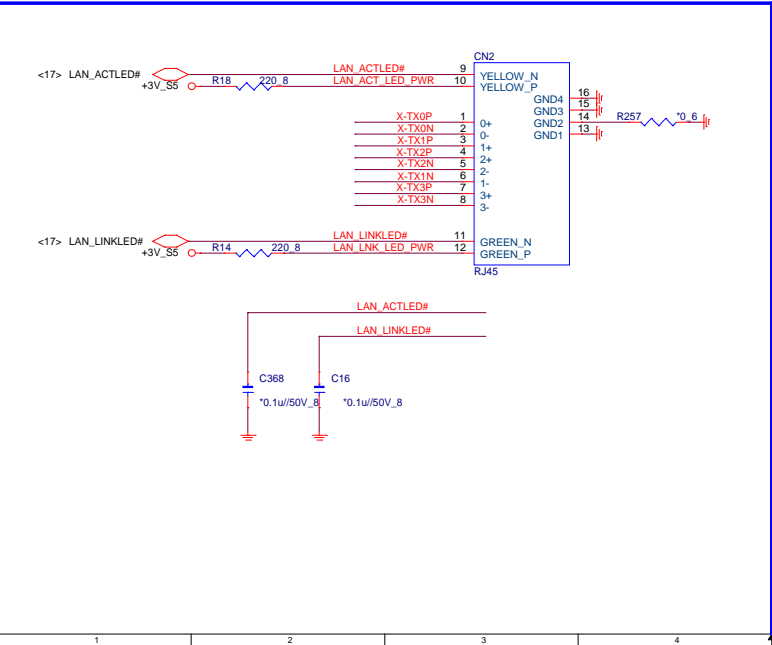 CN2
<17> LAN_ACTLED# LAN_ACTLED# 9 YELLOW_N
+3V_S5 R18 220_8 LAN_ACT_LED_PWR 10 YELLOW_P
GND4 16
GND3 15
X-TX0P 1 0+ GND2 14 R257 *0_6
X-TX0N 2 0- GND1 13
X-TX1P 3 1+
X-TX2P 4 2+
X-TX2N 5 2-
X-TX1N 6 1-
X-TX3P 7 3+
X-TX3N 8 3-
<17> LAN_LINKLED# LAN_LINKLED# 11 GREEN_N
+3V_S5 R14 220_8 LAN_LNK_LED_PWR 12 GREEN_P
RJ45
LAN_ACTLED#
LAN_LINKLED#
C368 C16
*0.1u//50V_8 *0.1u//50V_8
1 2 3 4